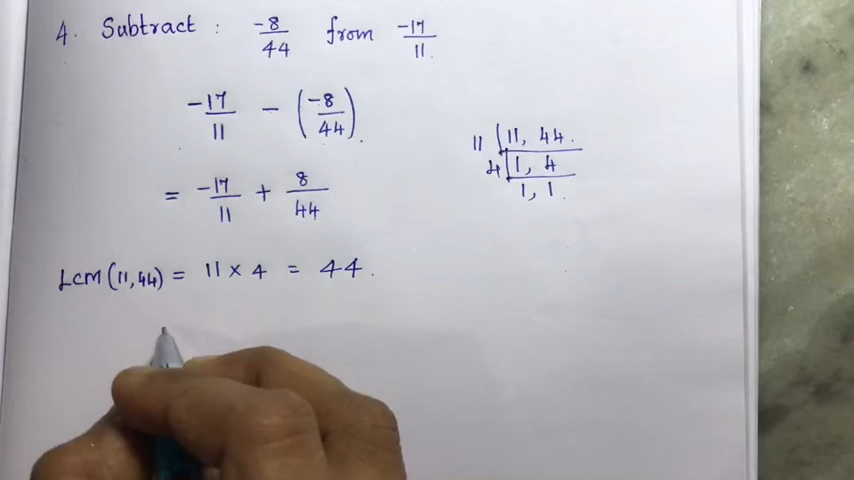 4. Subtract : -8/44 from -17/11.
-17/11 - (-8/44).
= -17/11 + 8/44
LCM (11,44) = 11 x 4 = 44.
11 | 11, 44.
4 | 1, 4
1, 1.